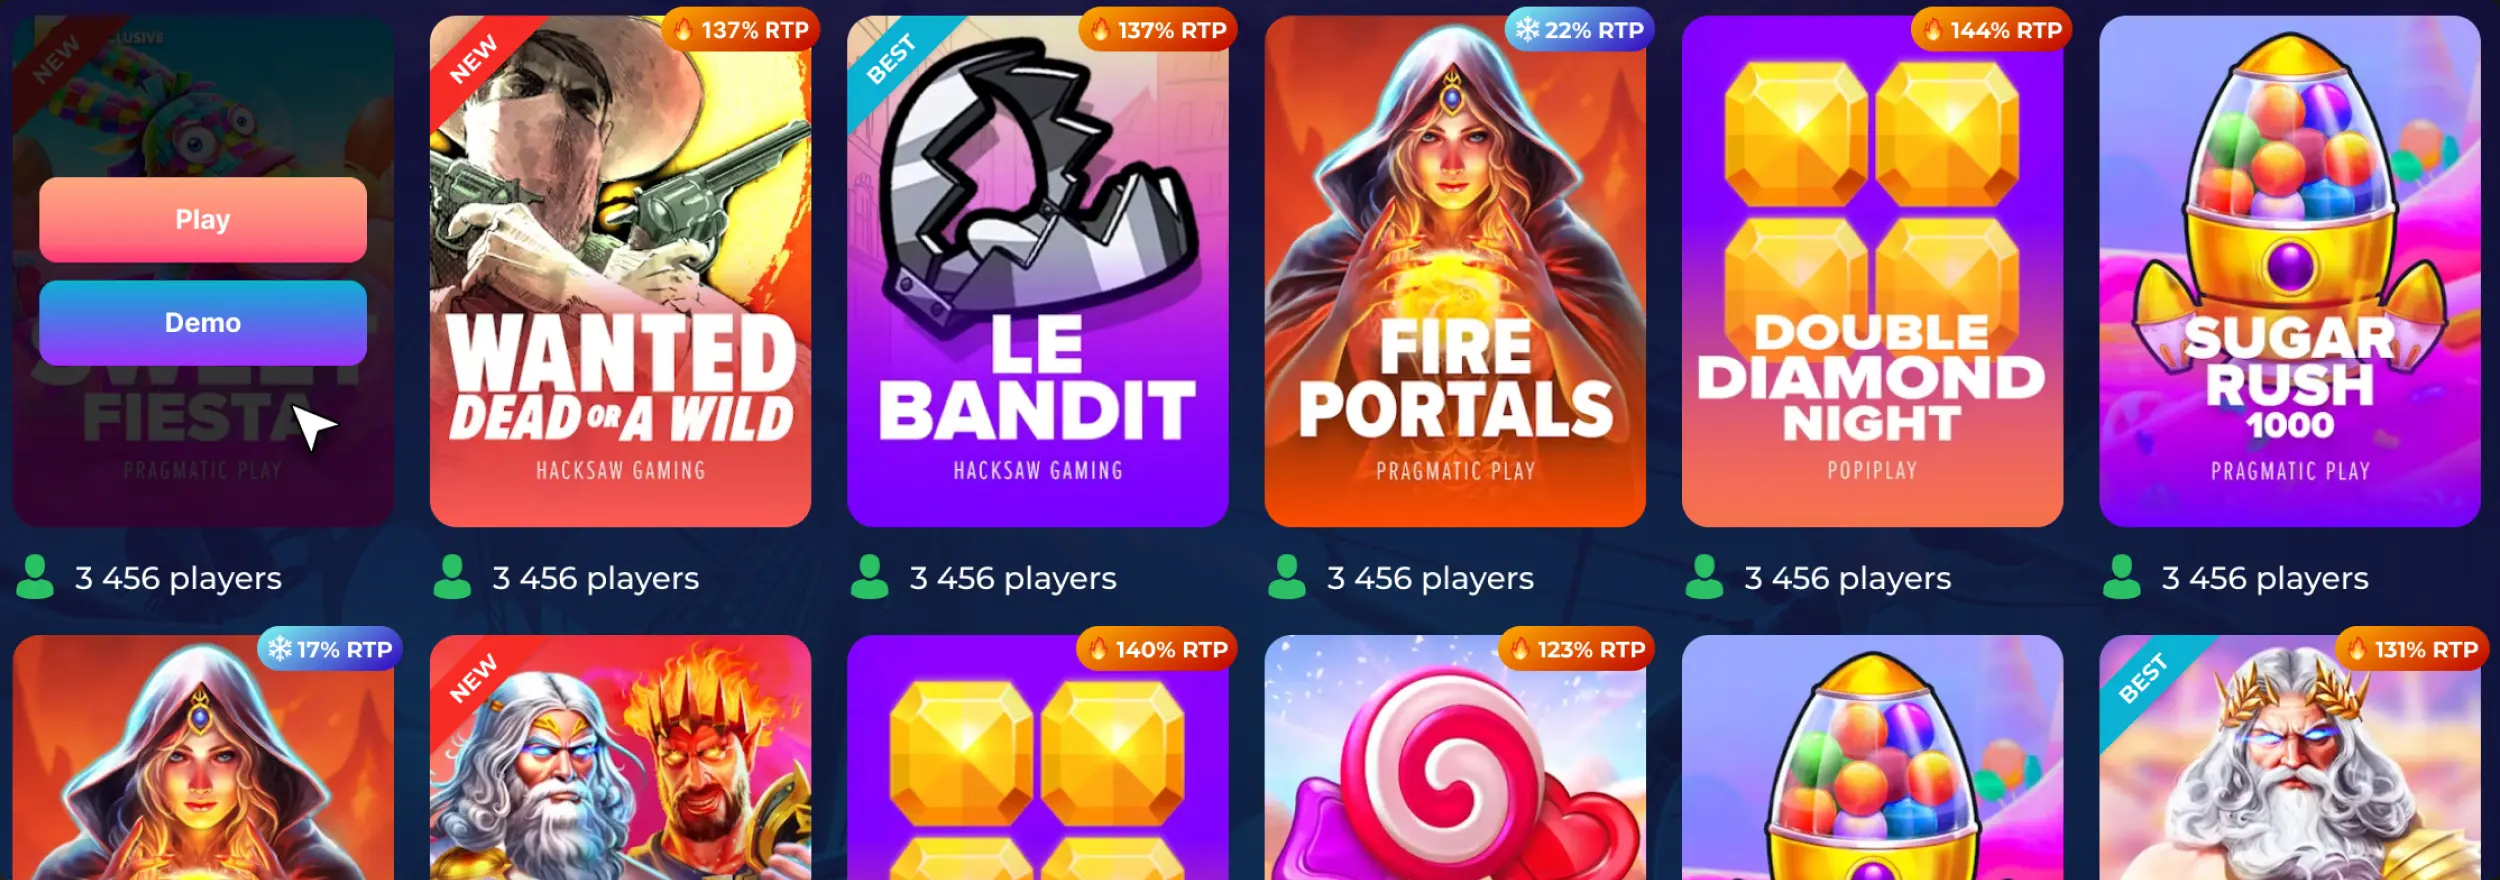 NEW
Play
Demo
SWEET
FIESTA
PRAGMATIC PLAY
3 456 players
NEW
137% RTP
WANTED
DEAD OR A WILD
HACKSAW GAMING
3 456 players
BEST
137% RTP
LE
BANDIT
HACKSAW GAMING
3 456 players
22% RTP
FIRE
PORTALS
PRAGMATIC PLAY
3 456 players
144% RTP
DOUBLE
DIAMOND
NIGHT
POPIPLAY
3 456 players
SUGAR
RUSH
1000
PRAGMATIC PLAY
3 456 players
17% RTP
NEW
140% RTP
123% RTP
BEST
131% RTP